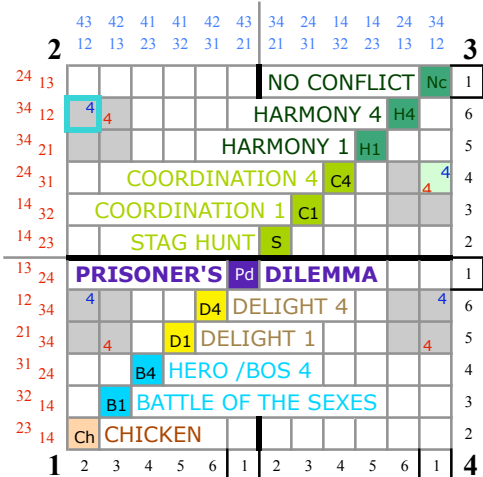 43 42 41 41 42 43 34 24 14 14 24 34
12 13 23 32 31 21 21 31 32 23 13 12
2 3
24 13 NO CONFLICT Nc 1
34 12 4 4 HARMONY 4 H4 6
34 21 HARMONY 1 H1 5
24 31 COORDINATION 4 C4 4 4 4
14 32 COORDINATION 1 C1 3
14 23 STAG HUNT S 2
13 24 PRISONER'S Pd DILEMMA 1
12 34 4 D4 DELIGHT 4 4 6
21 34 4 D1 DELIGHT 1 4 5
31 24 B4 HERO /BOS 4 4
32 14 B1 BATTLE OF THE SEXES 3
23 14 Ch CHICKEN 2
1 2 3 4 5 6 1 2 3 4 5 6 1 4